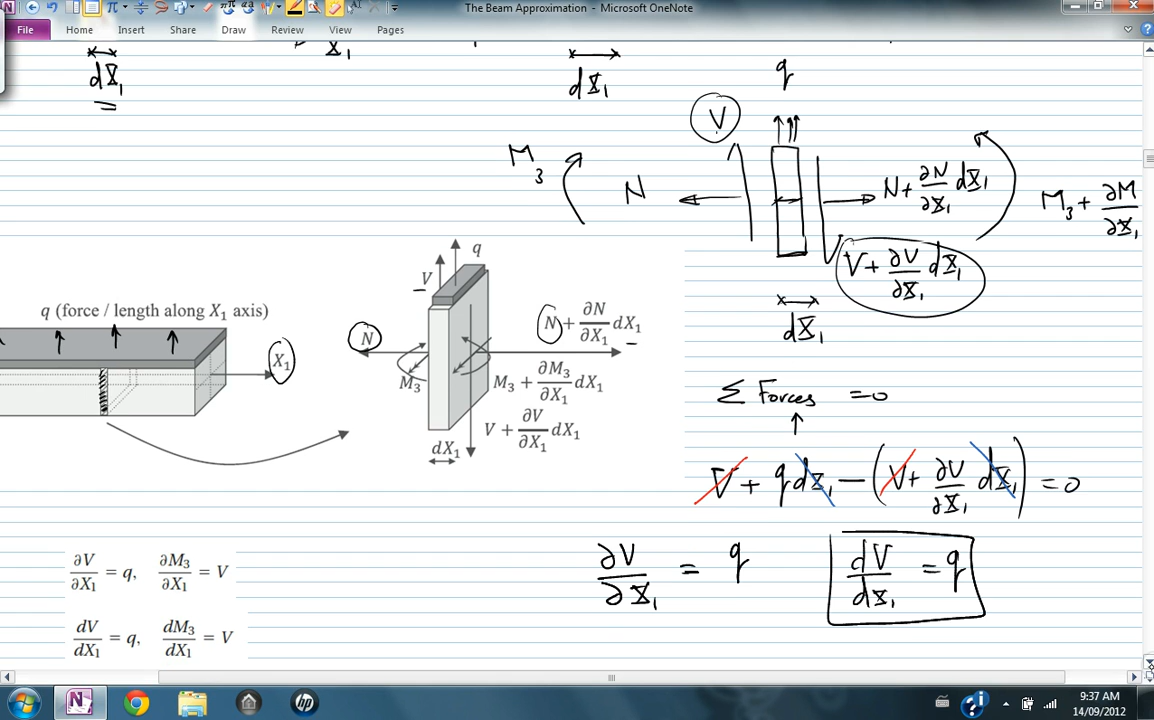 The Beam Approximation - Microsoft OneNote
File Home Insert Share Draw Review Pages
dX₁
X₁
dX₁
q
V
M₃
N
N + ∂N/∂X₁ dX₁
M₃ + ∂M/∂X₁
V + ∂V/∂X₁ dX₁
dX₁
q (force / length along X₁ axis)
X₁
q
V
N
N + ∂N/∂X₁ dX₁
M₃
M₃ + ∂M₃/∂X₁ dX₁
V + ∂V/∂X₁ dX₁
dX₁
Σ Forces = 0
V + q dX₁ − (V + ∂V/∂X₁ dX₁) = 0
∂V/∂X₁ = q
dV/dX₁ = q
∂V/∂X₁ = q, ∂M₃/∂X₁ = V
dV/dX₁ = q, dM₃/dX₁ = V
9:37 AM
14/09/2012